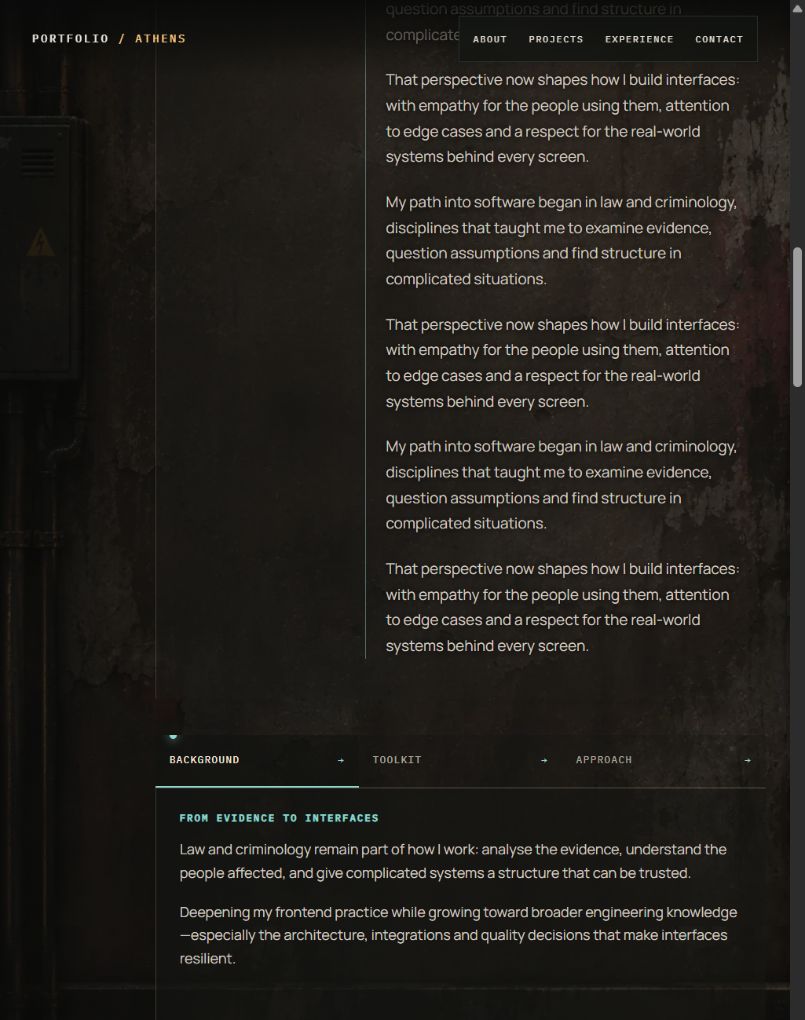 question assumptions and find structure in
PORTFOLIO / ATHENS
complicate
ABOUT PROJECTS EXPERIENCE CONTACT
That perspective now shapes how I build interfaces:
with empathy for the people using them, attention
to edge cases and a respect for the real-world
systems behind every screen.
My path into software began in law and criminology,
disciplines that taught me to examine evidence,
question assumptions and find structure in
complicated situations.
That perspective now shapes how I build interfaces:
with empathy for the people using them, attention
to edge cases and a respect for the real-world
systems behind every screen.
My path into software began in law and criminology,
disciplines that taught me to examine evidence,
question assumptions and find structure in
complicated situations.
That perspective now shapes how I build interfaces:
with empathy for the people using them, attention
to edge cases and a respect for the real-world
systems behind every screen.
BACKGROUND → TOOLKIT → APPROACH →
FROM EVIDENCE TO INTERFACES
Law and criminology remain part of how I work: analyse the evidence, understand the
people affected, and give complicated systems a structure that can be trusted.
Deepening my frontend practice while growing toward broader engineering knowledge
—especially the architecture, integrations and quality decisions that make interfaces
resilient.